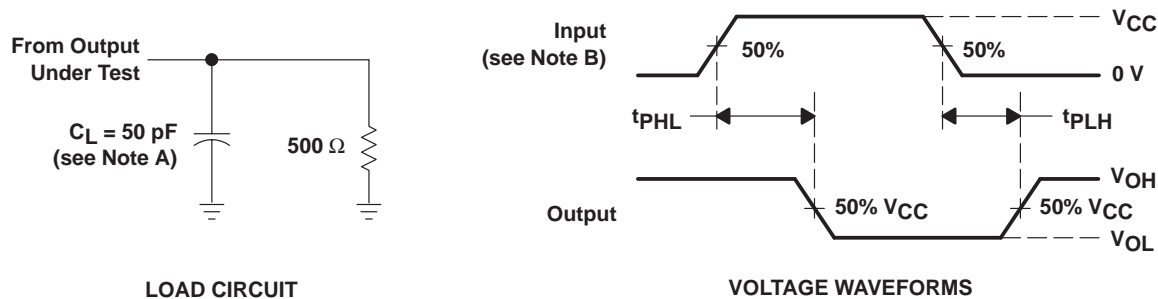 From Output
Under Test
CL = 50 pF
(see Note A)
500 Ω
LOAD CIRCUIT
Input
(see Note B)
50%
50%
VCC
0 V
tPHL
tPLH
Output
50% VCC
50% VCC
VOH
VOL
VOLTAGE WAVEFORMS